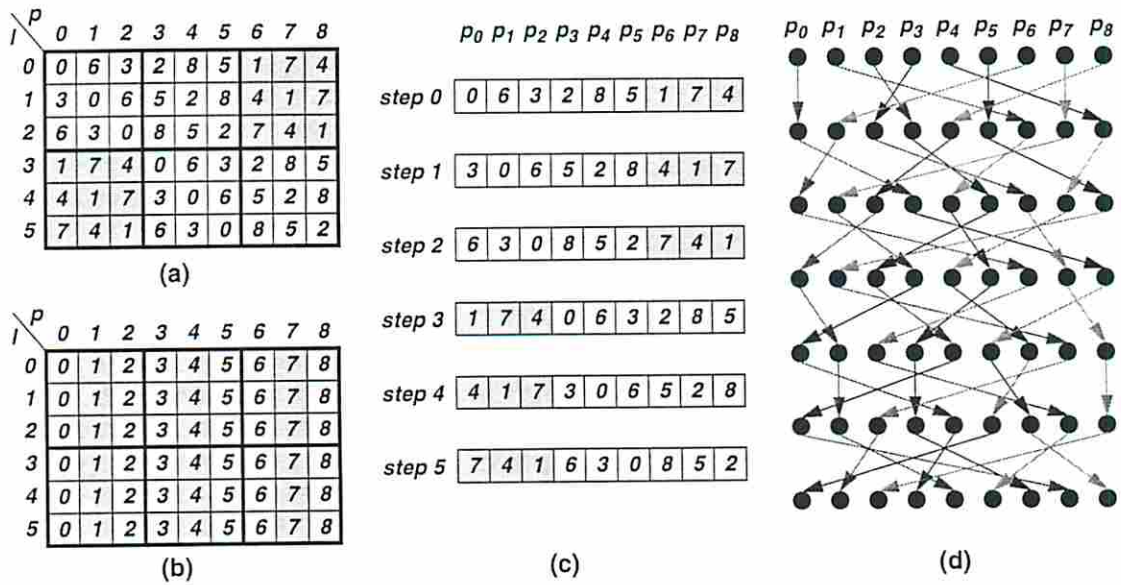 p
l
0 1 2 3 4 5 6 7 8
0 0 6 3 2 8 5 1 7 4
1 3 0 6 5 2 8 4 1 7
2 6 3 0 8 5 2 7 4 1
3 1 7 4 0 6 3 2 8 5
4 4 1 7 3 0 6 5 2 8
5 7 4 1 6 3 0 8 5 2
(a)
p
l
0 1 2 3 4 5 6 7 8
0 0 1 2 3 4 5 6 7 8
1 0 1 2 3 4 5 6 7 8
2 0 1 2 3 4 5 6 7 8
3 0 1 2 3 4 5 6 7 8
4 0 1 2 3 4 5 6 7 8
5 0 1 2 3 4 5 6 7 8
(b)
p0 p1 p2 p3 p4 p5 p6 p7 p8
step 0 0 6 3 2 8 5 1 7 4
step 1 3 0 6 5 2 8 4 1 7
step 2 6 3 0 8 5 2 7 4 1
step 3 1 7 4 0 6 3 2 8 5
step 4 4 1 7 3 0 6 5 2 8
step 5 7 4 1 6 3 0 8 5 2
(c)
p0 p1 p2 p3 p4 p5 p6 p7 p8
(d)